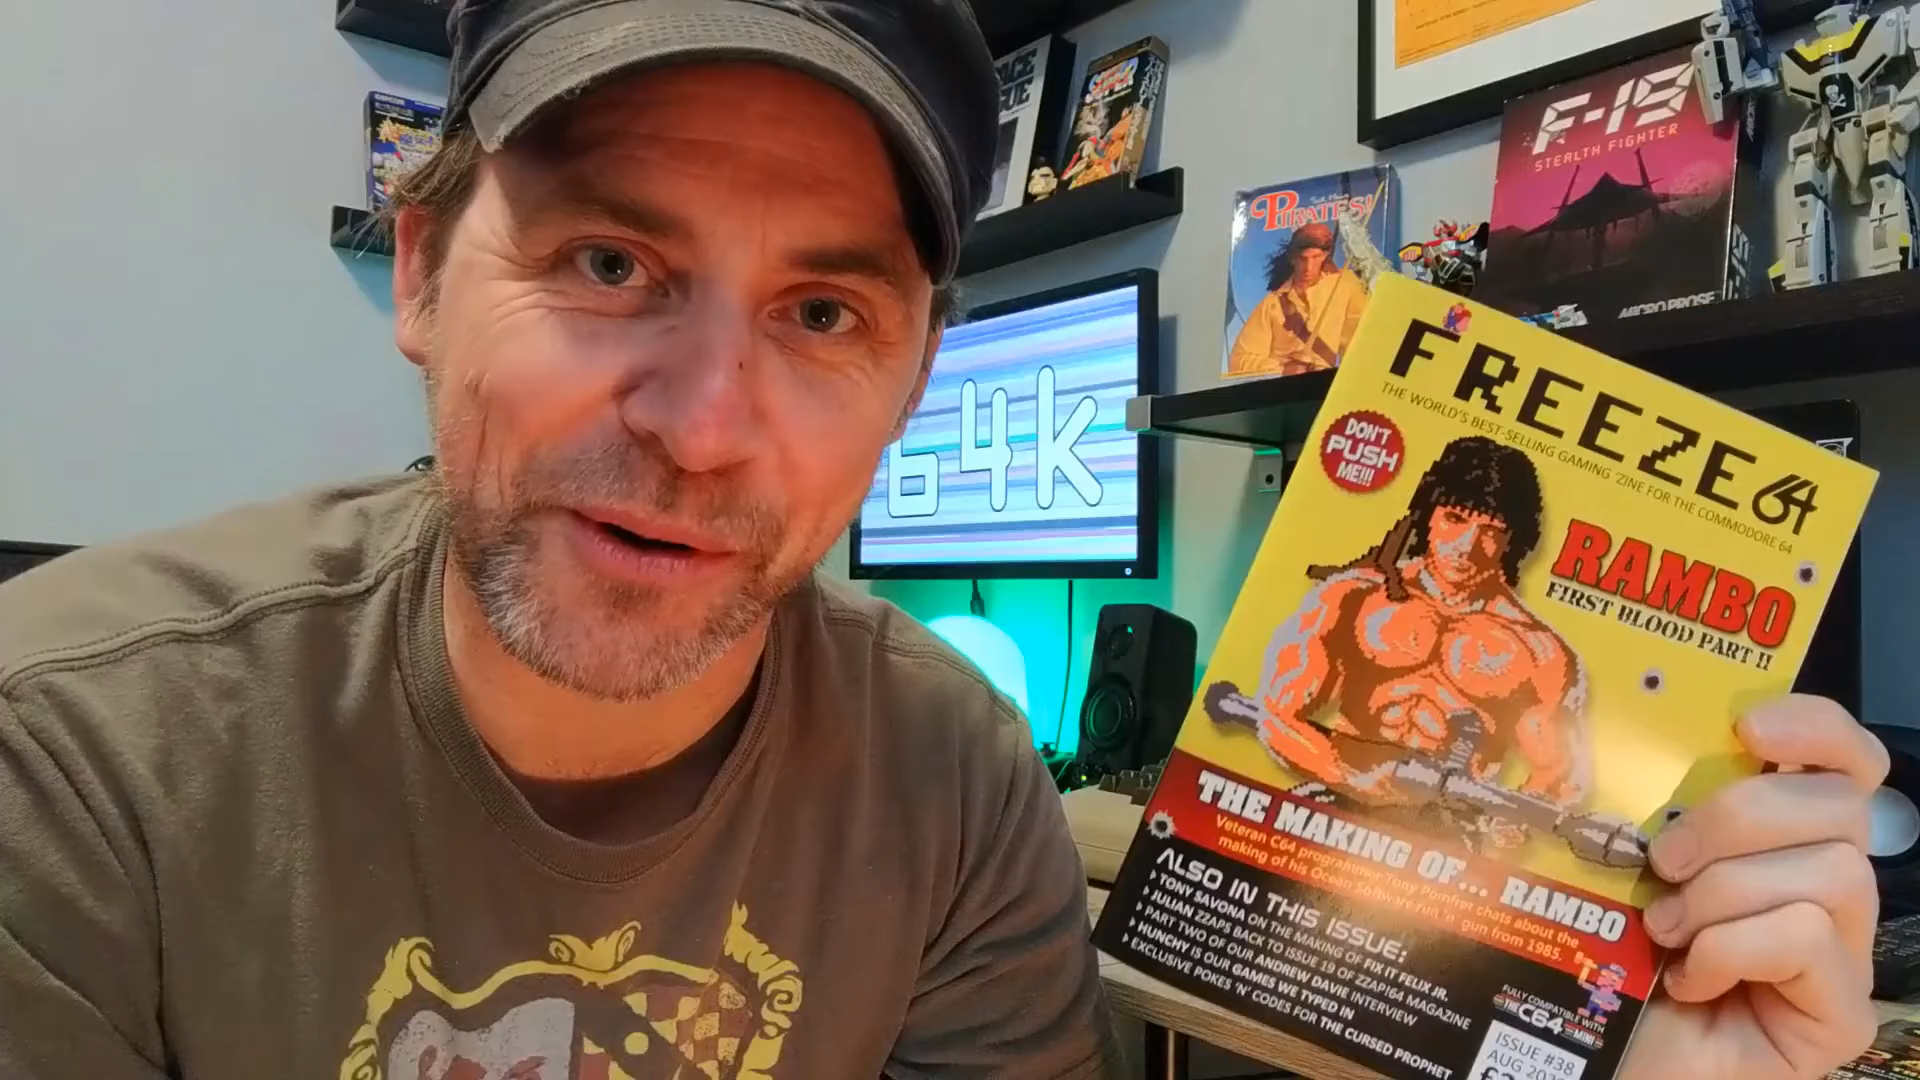 CAPCOM
Sid Meier's
PIRATES!
F-19
STEALTH FIGHTER
MICRO PROSE
64k
FREEZE64
THE WORLD'S BEST-SELLING GAMING 'ZINE FOR THE COMMODORE 64
DON'T
PUSH
ME!!!
RAMBO
FIRST BLOOD PART II
THE MAKING OF... RAMBO
Veteran C64 programmer Tony Pomfret chats about the
making of his Ocean Software run 'n' gun from 1985.
ALSO IN THIS ISSUE:
TONY SAVONA ON THE MAKING OF FIX IT FELIX JR.
JULIAN ZZAPS BACK TO ISSUE 19 OF ZZAP!64 MAGAZINE
PART TWO OF OUR ANDREW DAVIE INTERVIEW
HUNCHY IS OUR GAMES WE TYPED IN
EXCLUSIVE POKES 'N' CODES FOR THE CURSED PROPHET
FULLY COMPATIBLE WITH
THEC64 MINI
ISSUE #38
AUG